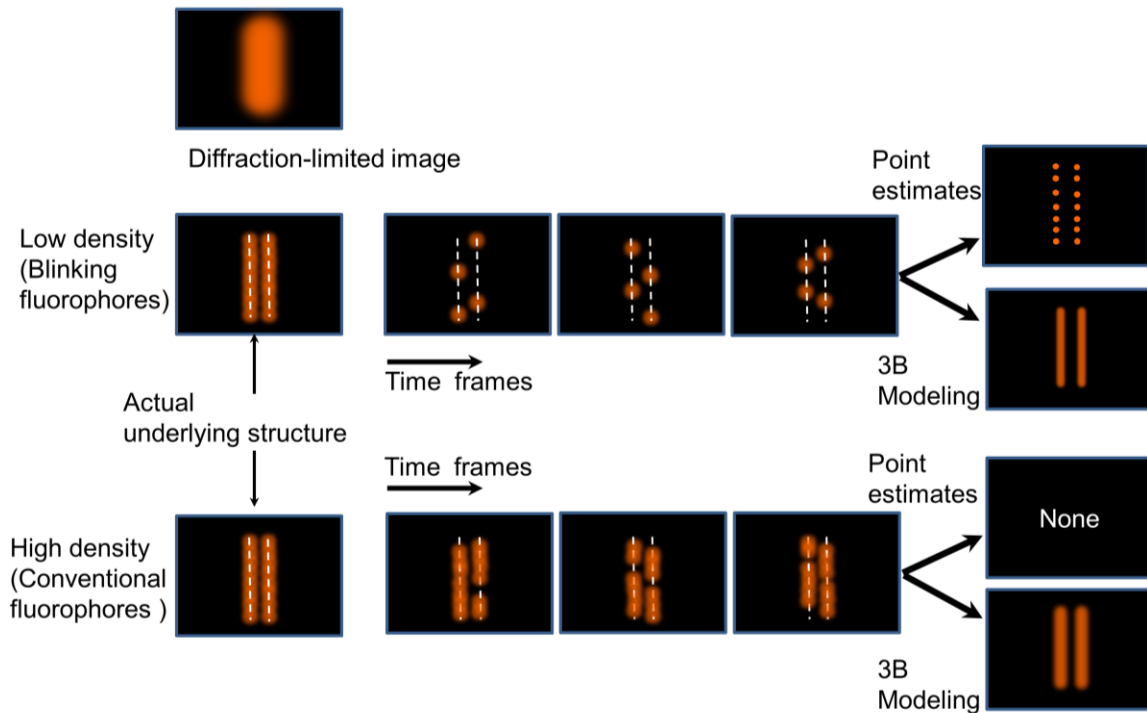 Diffraction-limited image
Low density
(Blinking
fluorophores)
Time frames
Point
estimates
3B
Modeling
Actual
underlying structure
High density
(Conventional
fluorophores )
Time frames
Point
estimates
None
3B
Modeling